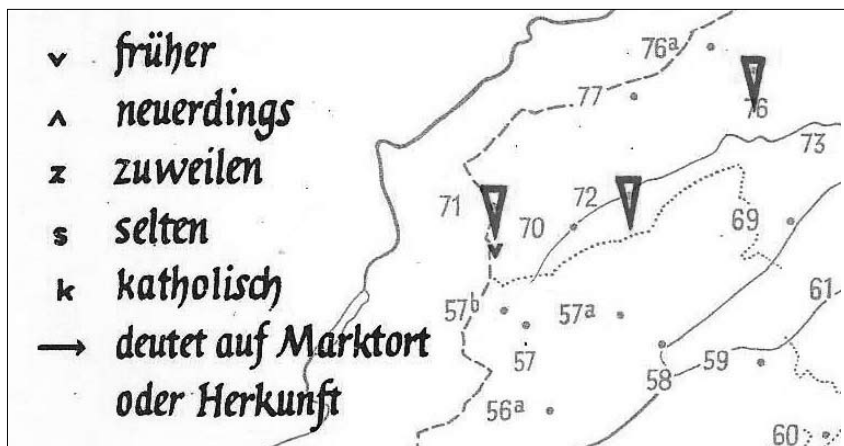 v früher
ʌ neuerdings
z zuweilen
s selten
k katholisch
→ deutet auf Marktort
oder Herkunft
76a
77
76
73
71
72
70
69
v
57b
57a
61
57
58
59
56a
60